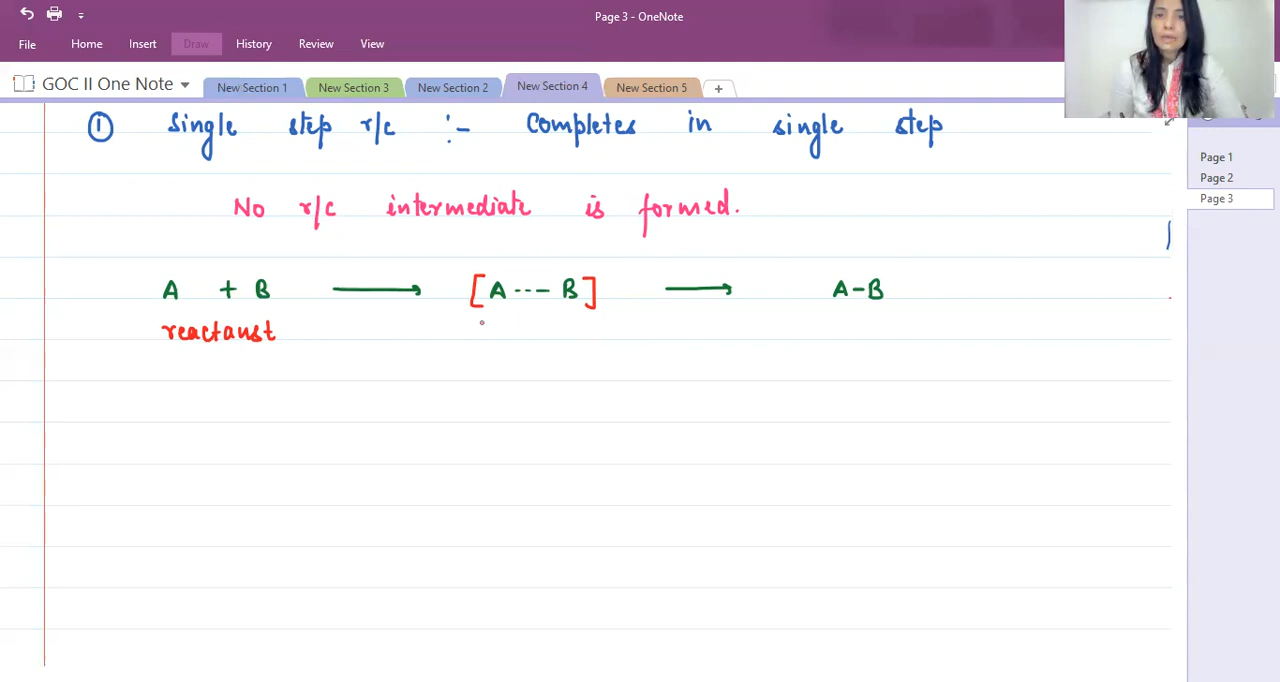 Page 3 - OneNote
File Home Insert Draw History Review View
GOC II One Note New Section 1 New Section 3 New Section 2 New Section 4 New Section 5 +
① Single step r/c :- Completes in single step
No r/c intermediate is formed.
A + B ⟶ [A --- B] ⟶ A-B
reactanst
Page 1
Page 2
Page 3